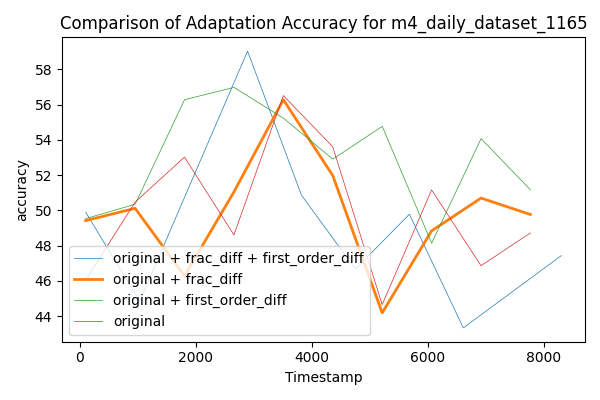 Comparison of Adaptation Accuracy for m4_daily_dataset_1165
58
56
54
52
50
48
46
44
accuracy
original + frac_diff + first_order_diff
original + frac_diff
original + first_order_diff
original
0
2000
4000
6000
8000
Timestamp